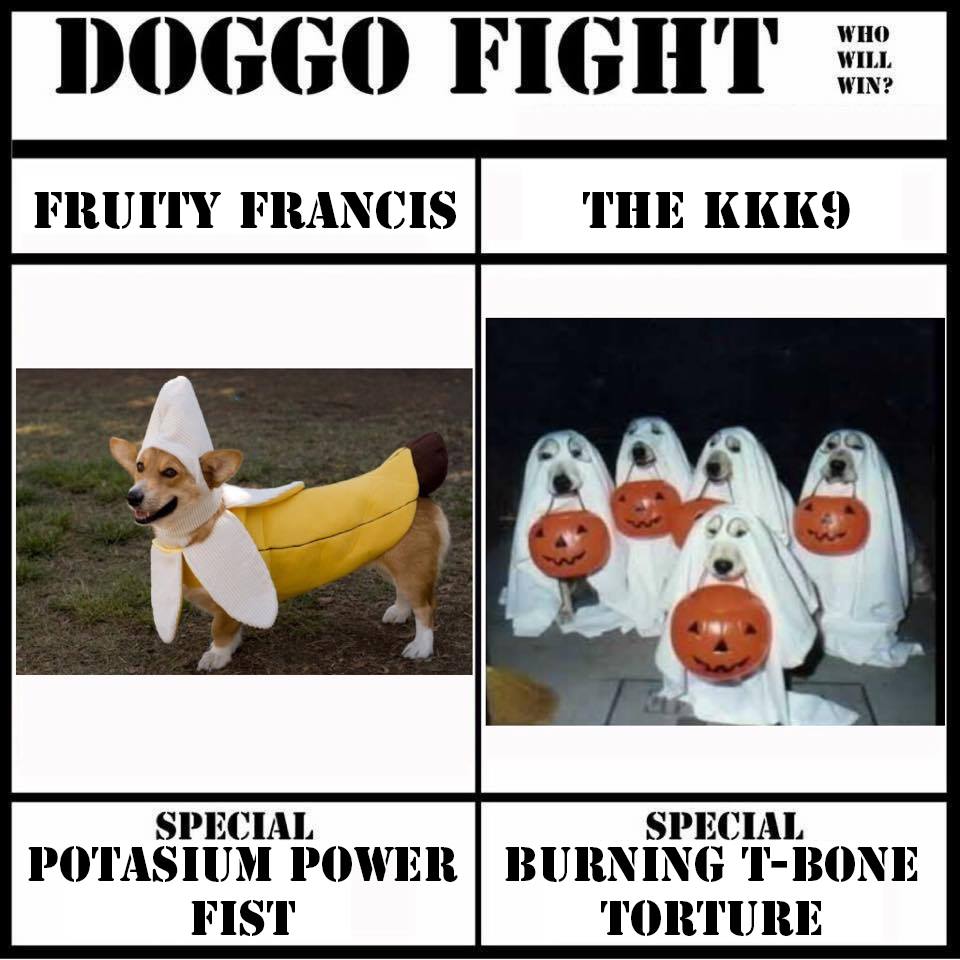 DOGGO FIGHT
WHO
WILL
WIN?
FRUITY FRANCIS
THE KKK9
SPECIAL
POTASIUM POWER
FIST
SPECIAL
BURNING T-BONE
TORTURE